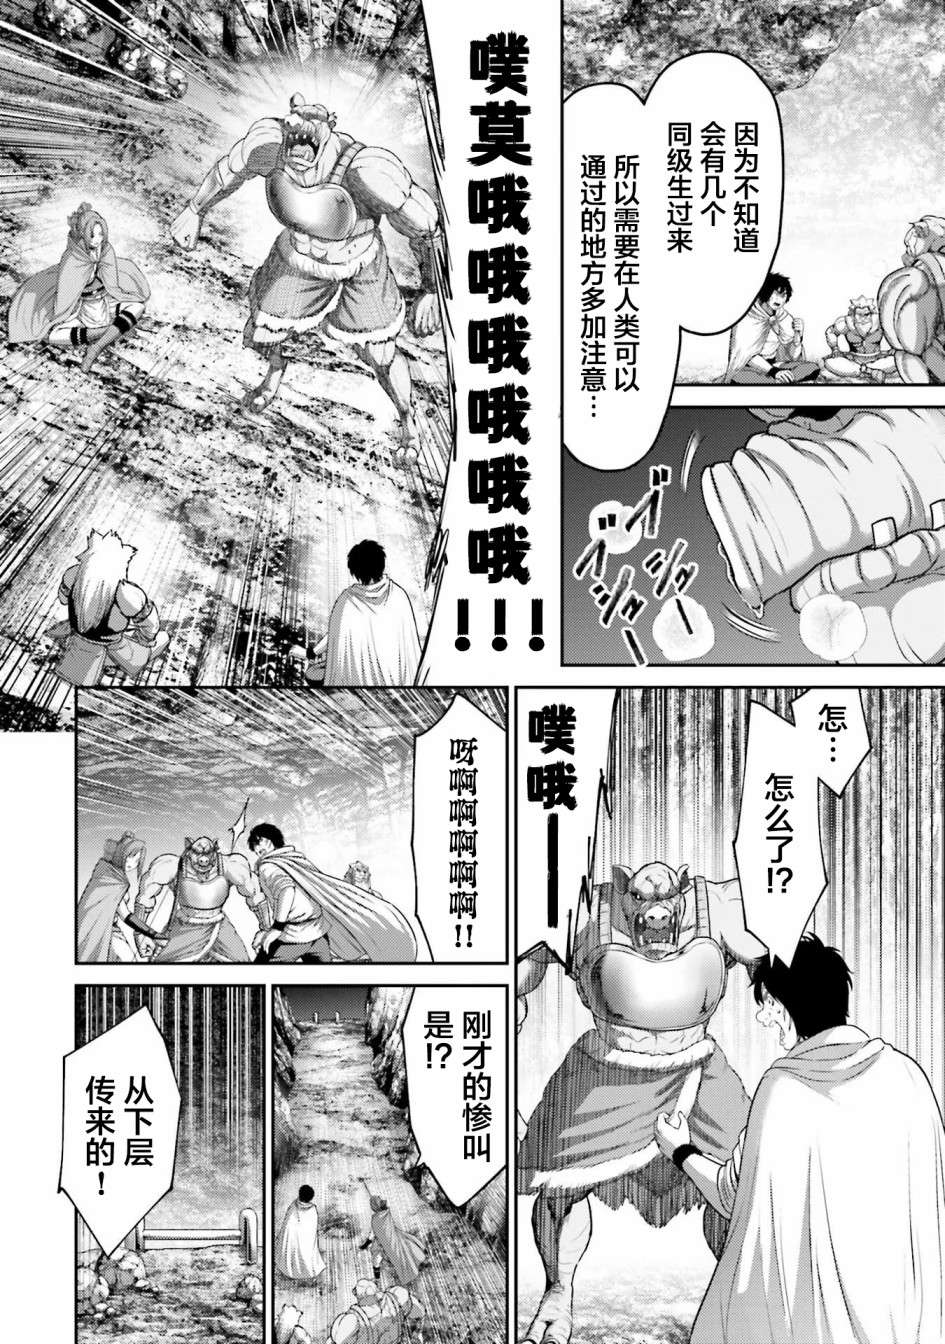 因为不知道
会有几个
同级生过来
所以需要在人类可以
通过的地方多加注意…
ブ
ブ
ジュ
ジュ
噗莫哦哦哦哦哦哦!!!
怎…
怎么了!?
噗哦——
呀啊啊啊啊啊!!
刚才的惨叫
是!?
从下层
传来的!